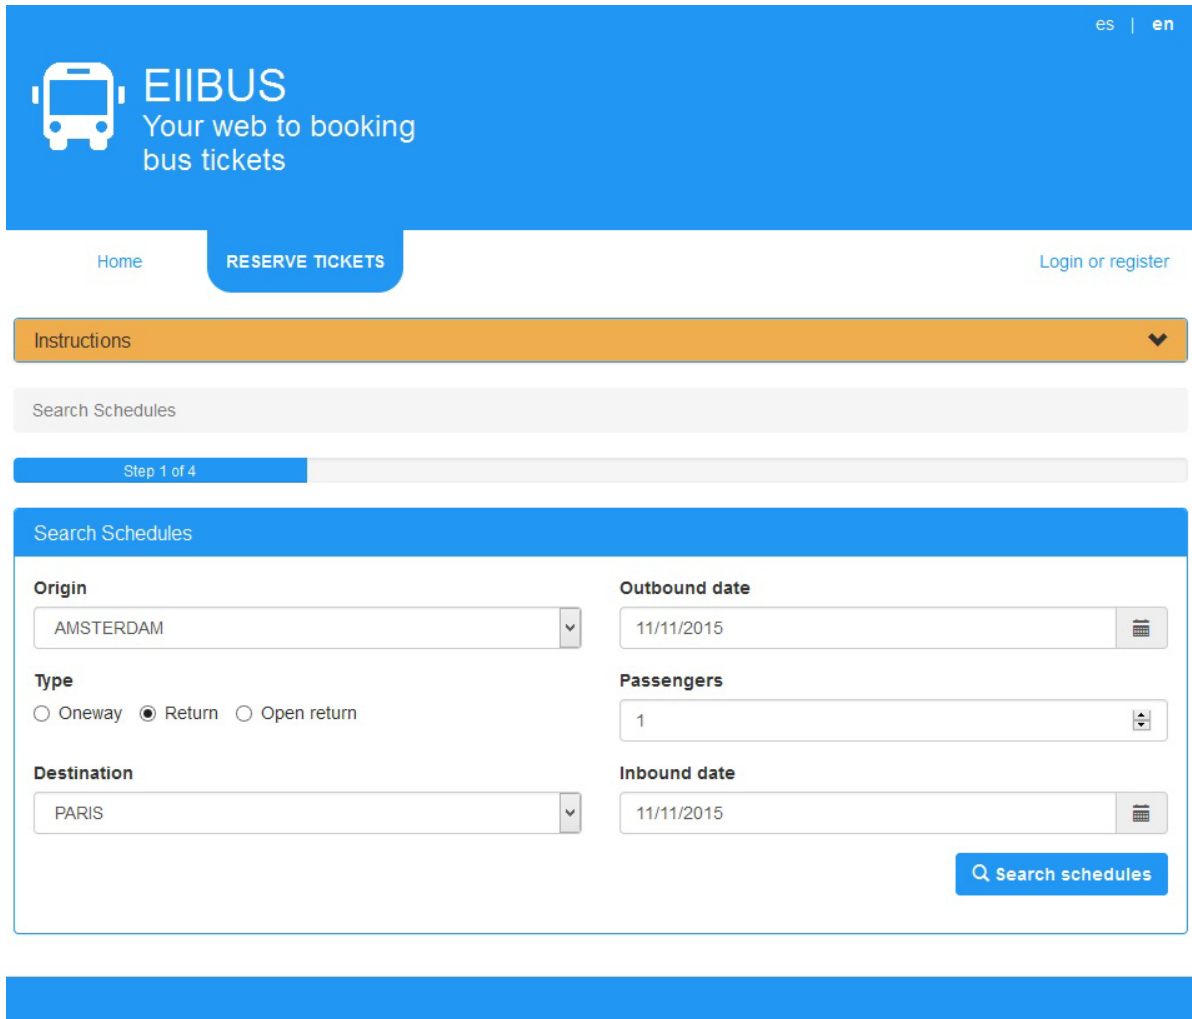 es | en
EIIBUS
Your web to booking
bus tickets
Home RESERVE TICKETS Login or register
Instructions
Search Schedules
Step 1 of 4
Search Schedules
Origin Outbound date
AMSTERDAM 11/11/2015
Type Passengers
Oneway Return Open return 1
Destination Inbound date
PARIS 11/11/2015
Search schedules